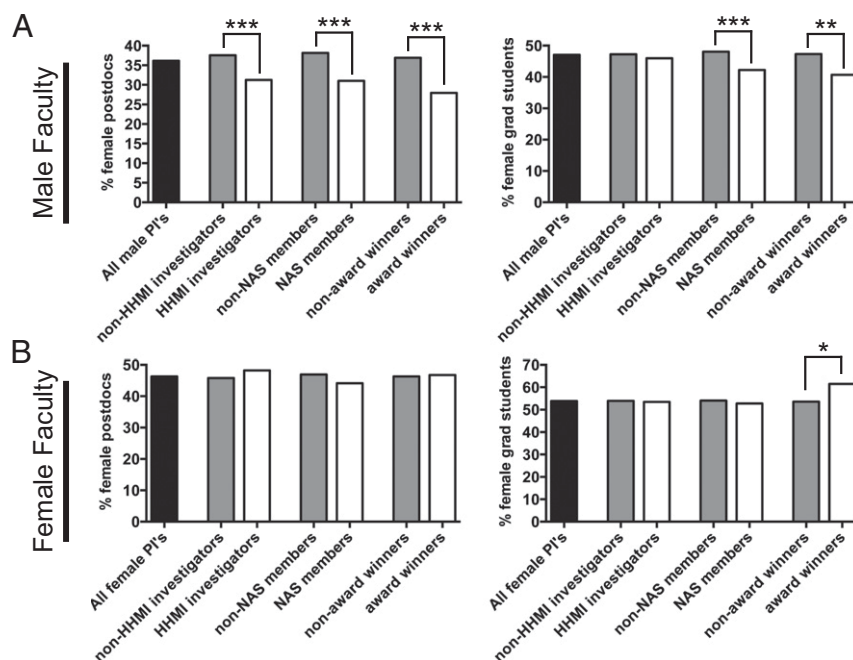 A
Male Faculty
% female postdocs
40
35
30
25
20
15
10
5
0
***
***
***
All male PI's
non-HHMI investigators
HHMI investigators
non-NAS members
NAS members
non-award winners
award winners
% female grad students
50
40
30
20
10
0
***
**
All male PI's
non-HHMI investigators
HHMI investigators
non-NAS members
NAS members
non-award winners
award winners
B
Female Faculty
% female postdocs
50
40
30
20
10
0
All female PI's
non-HHMI investigators
HHMI investigators
non-NAS members
NAS members
non-award winners
award winners
% female grad students
70
60
50
40
30
20
10
0
*
All female PI's
non-HHMI investigators
HHMI investigators
non-NAS members
NAS members
non-award winners
award winners